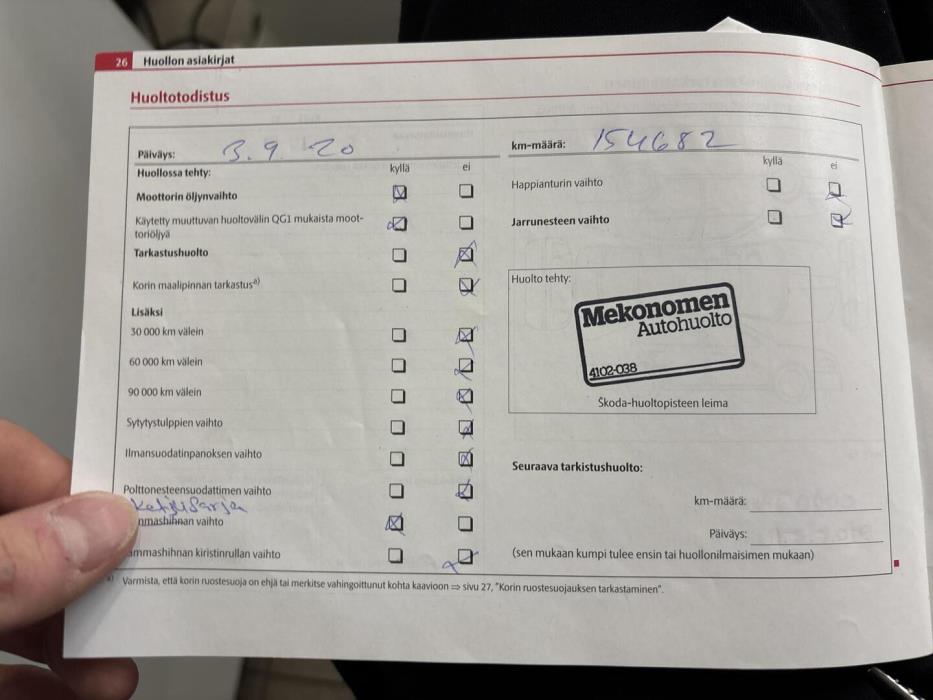 26 Huollon asiakirjat
Huoltotodistus
Päiväys: 3.9 20
Huollossa tehty: kyllä ei
Moottorin öljynvaihto
Käytetty muuttuvan huoltovälin QG1 mukaista moot-
toriöljyä
Tarkastushuolto
Korin maalipinnan tarkastus a)
Lisäksi
30 000 km välein
60 000 km välein
90 000 km välein
Sytytystulppien vaihto
Ilmansuodatinpanoksen vaihto
Polttonesteensuodattimen vaihto
Ketjusarja
mmashihnan vaihto
ammashihnan kiristinrullan vaihto
km-määrä: 154682
kyllä ei
Happianturin vaihto
Jarrunesteen vaihto
Huolto tehty:
Mekonomen
Autohuolto
4102-038
Škoda-huoltopisteen leima
Seuraava tarkistushuolto:
km-määrä:
Päiväys:
(sen mukaan kumpi tulee ensin tai huollonilmaisimen mukaan)
a) Varmista, että korin ruostesuoja on ehjä tai merkitse vahingoittunut kohta kaavioon ⇒ sivu 27, "Korin ruostesuojauksen tarkastaminen".